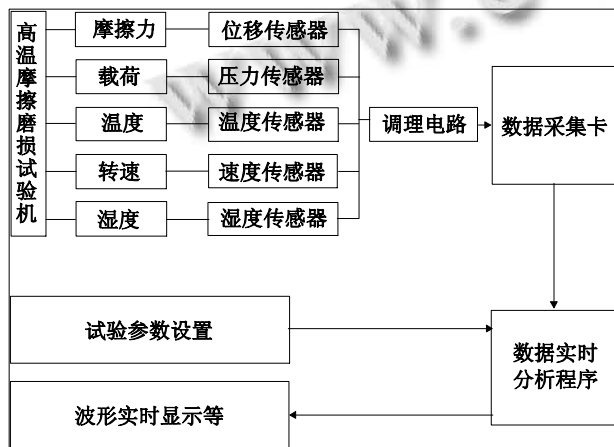 高温摩擦磨损试验机
摩擦力
位移传感器
载荷
压力传感器
温度
温度传感器
转速
速度传感器
湿度
湿度传感器
调理电路
数据采集卡
试验参数设置
数据实时
分析程序
波形实时显示等